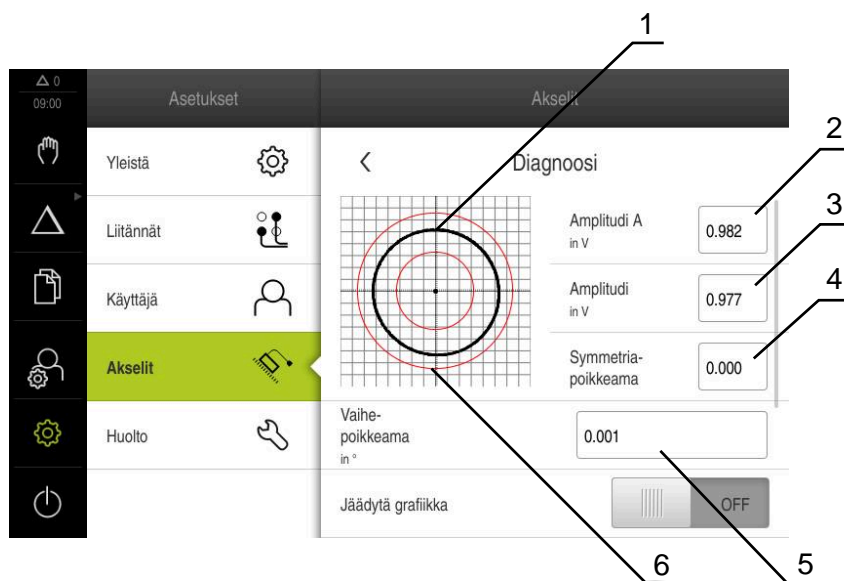 1
△ 0
09:00
Asetukset
Akselit
2
Yleistä
Diagnoosi
Amplitudi A
in V
0.982
3
Liitännät
Amplitudi
in V
0.977
4
Käyttäjä
Symmetria-
poikkeama
0.000
Akselit
Vaihe-
poikkeama
in °
0.001
Huolto
Jäädytä grafiikka
OFF
6
5